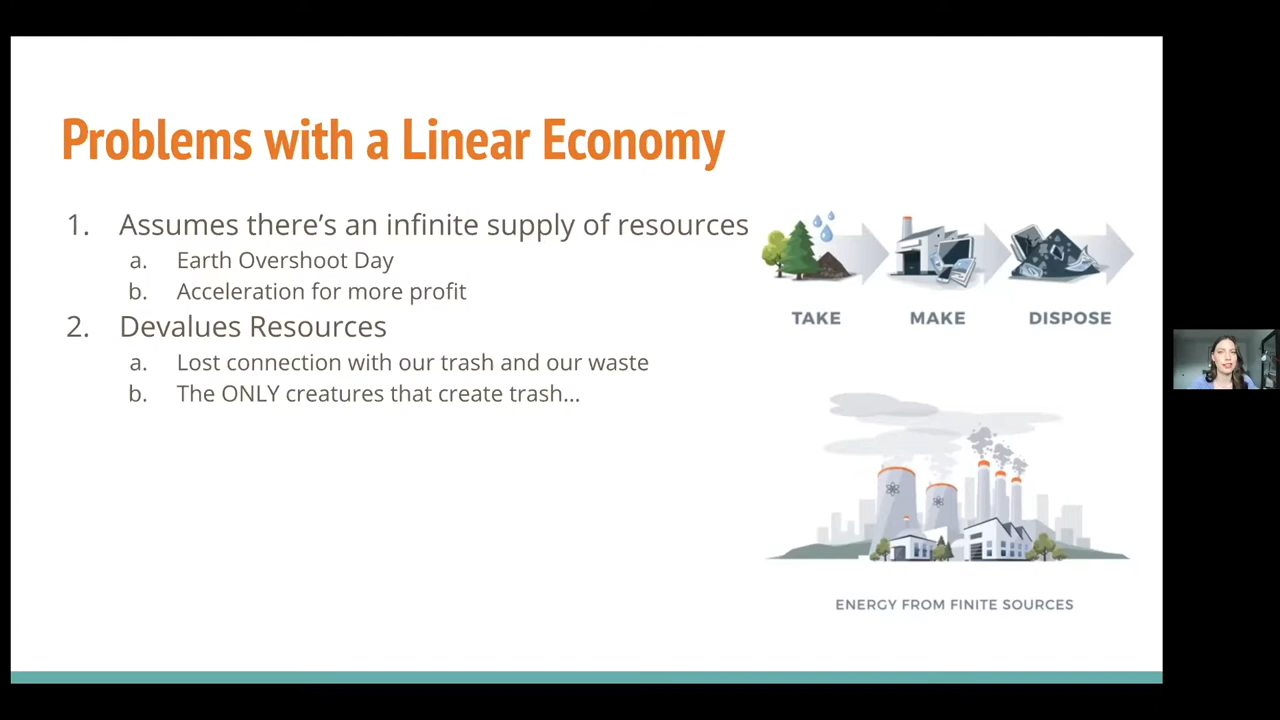 Problems with a Linear Economy
1. Assumes there's an infinite supply of resources
a. Earth Overshoot Day
b. Acceleration for more profit
2. Devalues Resources
a. Lost connection with our trash and our waste
b. The ONLY creatures that create trash...
TAKE MAKE DISPOSE
ENERGY FROM FINITE SOURCES